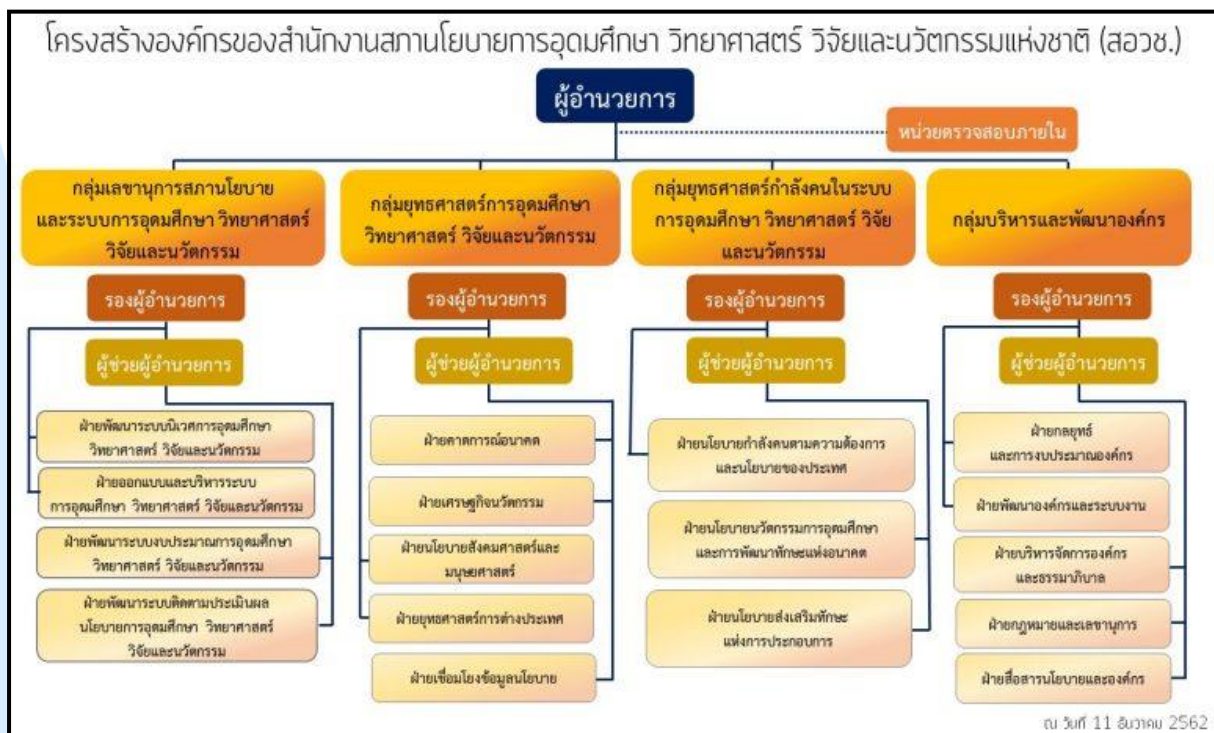 โครงสร้างองค์กรของสำนักงานสภานโยบายการอุดมศึกษา วิทยาศาสตร์ วิจัยและนวัตกรรมแห่งชาติ (สอวช.)
ผู้อำนวยการ
หน่วยตรวจสอบภายใน
กลุ่มเลขานุการสภานโยบาย
และระบบการอุดมศึกษา วิทยาศาสตร์
วิจัยและนวัตกรรม
รองผู้อำนวยการ
ผู้ช่วยผู้อำนวยการ
ฝ่ายพัฒนาระบบนิเวศการอุดมศึกษา
วิทยาศาสตร์ วิจัยและนวัตกรรม
ฝ่ายออกแบบและบริหารระบบ
การอุดมศึกษา วิทยาศาสตร์ วิจัยและนวัตกรรม
ฝ่ายพัฒนาระบบงบประมาณการอุดมศึกษา
วิทยาศาสตร์ วิจัยและนวัตกรรม
ฝ่ายพัฒนาระบบติดตามประเมินผล
นโยบายการอุดมศึกษา วิทยาศาสตร์
วิจัยและนวัตกรรม
กลุ่มยุทธศาสตร์การอุดมศึกษา
วิทยาศาสตร์ วิจัยและนวัตกรรม
รองผู้อำนวยการ
ผู้ช่วยผู้อำนวยการ
ฝ่ายคาดการณ์อนาคต
ฝ่ายเศรษฐกิจนวัตกรรม
ฝ่ายนโยบายสังคมศาสตร์และ
มนุษยศาสตร์
ฝ่ายยุทธศาสตร์การต่างประเทศ
ฝ่ายเชื่อมโยงข้อมูลนโยบาย
กลุ่มยุทธศาสตร์กำลังคนในระบบ
การอุดมศึกษา วิทยาศาสตร์ วิจัย
และนวัตกรรม
รองผู้อำนวยการ
ผู้ช่วยผู้อำนวยการ
ฝ่ายนโยบายกำลังคนตามความต้องการ
และนโยบายของประเทศ
ฝ่ายนโยบายนวัตกรรมการอุดมศึกษา
และการพัฒนาทักษะแห่งอนาคต
ฝ่ายนโยบายส่งเสริมทักษะ
แห่งการประกอบการ
กลุ่มบริหารและพัฒนาองค์กร
รองผู้อำนวยการ
ผู้ช่วยผู้อำนวยการ
ฝ่ายกลยุทธ์
และการงบประมาณองค์กร
ฝ่ายพัฒนาองค์กรและระบบงาน
ฝ่ายบริหารจัดการองค์กร
และธรรมาภิบาล
ฝ่ายกฎหมายและเลขานุการ
ฝ่ายสื่อสารนโยบายและองค์กร
ณ วันที่ 11 ธันวาคม 2562